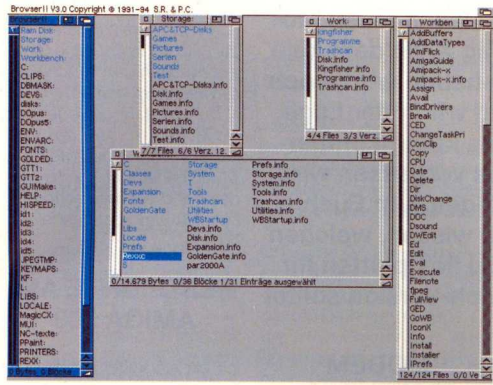 BrowserII V3.0 Copyright © 1991-94 S.R. & P.C.
BrowserII
Ram Disk:
Storage:
Work:
Workbench:
C:
CLIPS:
DBMASK:
DEVS:
disks:
DOpus:
DOpus5:
ENV:
ENVARC:
FONTS:
GOLDED:
GTT1:
GTT2:
GUIMake:
HELP:
HISPEED:
id1:
id2:
id3:
id4:
id5:
JPEGTMP:
KEYMAPS:
KF:
L:
LIBS:
LOCALE:
MagicCX:
MUI:
NC-texte:
PPaint:
PRINTERS:
REXX:
0 Bytes 0 Blöcke
Storage:
APC&TCP-Disks
Games
Pictures
Serien
Sounds
Test
APC&TCP-Disks.info
Disk.info
Games.info
Pictures.info
Serien.info
Sounds.info
Test.info
7/7 Files 6/6 Verz. 12
Work:
kingfisher
Programme
Trashcan
Disk.info
Kingfisher.info
Programme.info
Trashcan.info
4/4 Files 3/3 Verz.
C
Classes
Devs
Expansion
Fonts
GoldenGate
L
Libs
Locale
Prefs
Rexxc
S
Storage
System
T
Tools
Trashcan
Utilities
WBStartup
Devs.info
Disk.info
Expansion.info
GoldenGate.info
par2000A
Prefs.info
Storage.info
System.info
Tools.info
Trashcan.info
Utilities.info
WBStartup.info
0/14.679 Bytes 0/36 Blöcke 1/31 Einträge ausgewählt
Workben
AddBuffers
AddDataTypes
AmiFlick
AmigaGuide
Amipack-x
Amipack-x.info
Assign
Avail
BindDrivers
Break
CED
ChangeTaskPri
ConClip
Copy
CPU
Date
Delete
Dir
DiskChange
DMS
DOC
Dsound
DWEdit
Ed
Edit
Eval
Execute
Filenote
fjpeg
FullView
GED
GoWB
IconX
Info
Install
Installer
IPrefs
124/124 Files 0/0 Ve